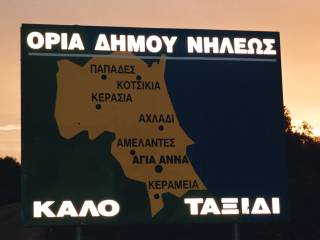 ΟΡΙΑ ΔΗΜΟΥ ΝΗΛΕΩΣ
ΠΑΠΑΔΕΣ
ΚΟΤΣΙΚΙΑ
ΚΕΡΑΣΙΑ
ΑΧΛΑΔΙ
ΑΜΕΛΑΝΤΕΣ
ΑΓΙΑ ΑΝΝΑ
ΚΕΡΑΜΕΙΑ
ΚΑΛΟ ΤΑΞΙΔΙ